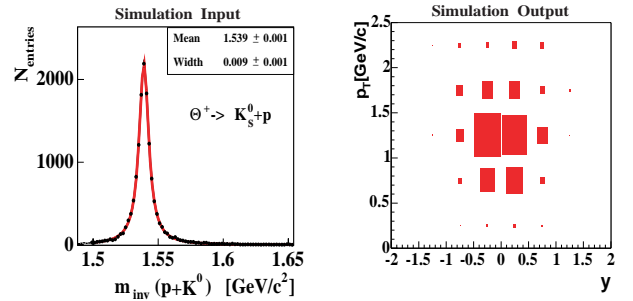 Simulation Input
Mean 1.539 ± 0.001
Width 0.009 ± 0.001
Θ⁺-> K⁰_S+p
N_entries
2000
1000
0
1.5 1.55 1.6 1.65
m_inv (p+K⁰) [GeV/c²]
Simulation Output
p_T[GeV/c]
2.5
2
1.5
1
0.5
0
-2 -1.5 -1 -0.5 0 0.5 1 1.5 2
y